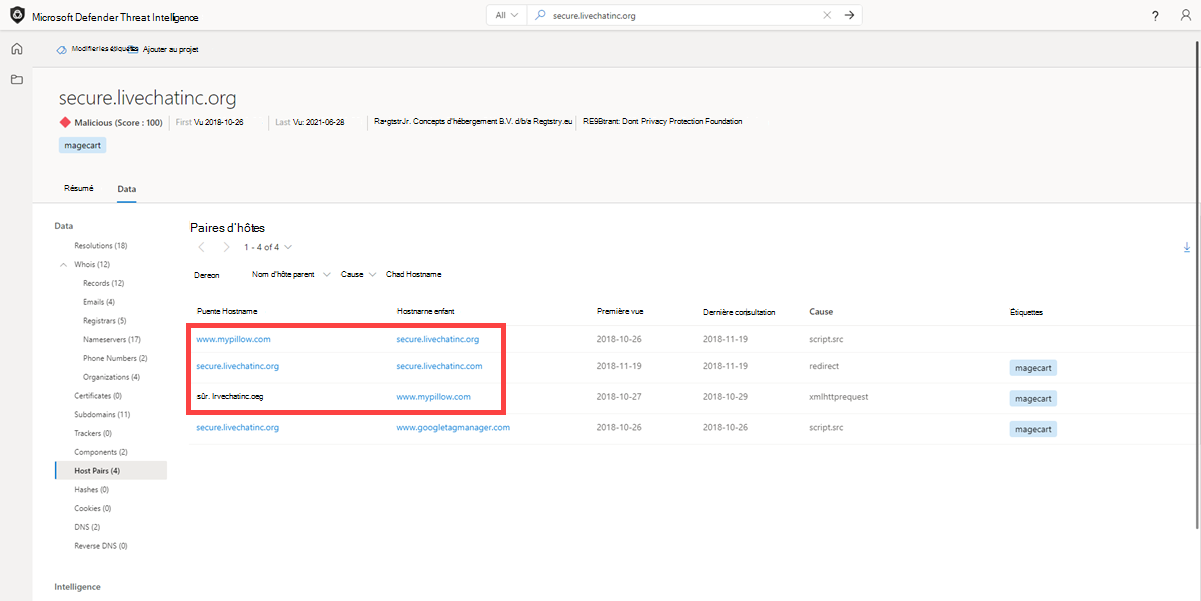 Microsoft Defender Threat Intelligence
All
secure.livechatinc.org
?
Modifier les étiquettes Ajouter au projet
secure.livechatinc.org
Malicious (Score : 100) First Vu 2018-10-26 Last Vu: 2021-06-28 Ra•gtstrJr. Concepts d'hébergement B.V. d/b/a Regtstry.eu RE9Btrant: Dont Privacy Protection Foundation
magecart
Résumé Data
Data
Resolutions (18)
Whois (12)
Records (12)
Emails (4)
Registrars (5)
Nameservers (17)
Phone Numbers (2)
Organizations (4)
Certificates (0)
Subdomains (11)
Trackers (0)
Components (2)
Host Pairs (4)
Hashes (0)
Cookies (0)
DNS (2)
Reverse DNS (0)
Intelligence
Paires d'hôtes
1 - 4 of 4
Dereon Nom d'hôte parent Cause Chad Hostname
Puente Hostname Hostnarne enfant Première vue Dernière consultation Cause Étiquettes
www.mypillow.com secure.livechatinc.org 2018-10-26 2018-11-19 script.src
secure.livechatinc.org secure.livechatinc.com 2018-11-19 2018-11-19 redirect magecart
sûr. lrvechatinc.oeg www.mypillow.com 2018-10-27 2018-10-29 xmlhttprequest magecart
secure.livechatinc.org www.googletagmanager.com 2018-10-26 2018-10-26 script.src magecart